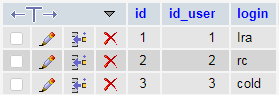 id id_user login
1 1 Ira
2 2 rc
3 3 cold